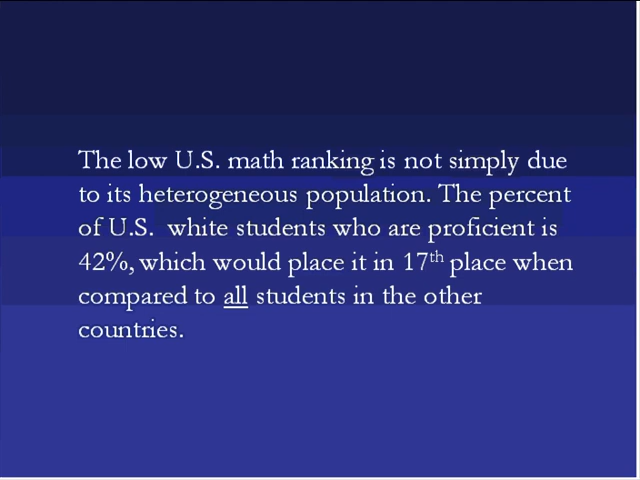 The low U.S. math ranking is not simply due
to its heterogeneous population. The percent
of U.S.  white students who are proficient is
42%, which would place it in 17th place when
compared to all students in the other
countries.